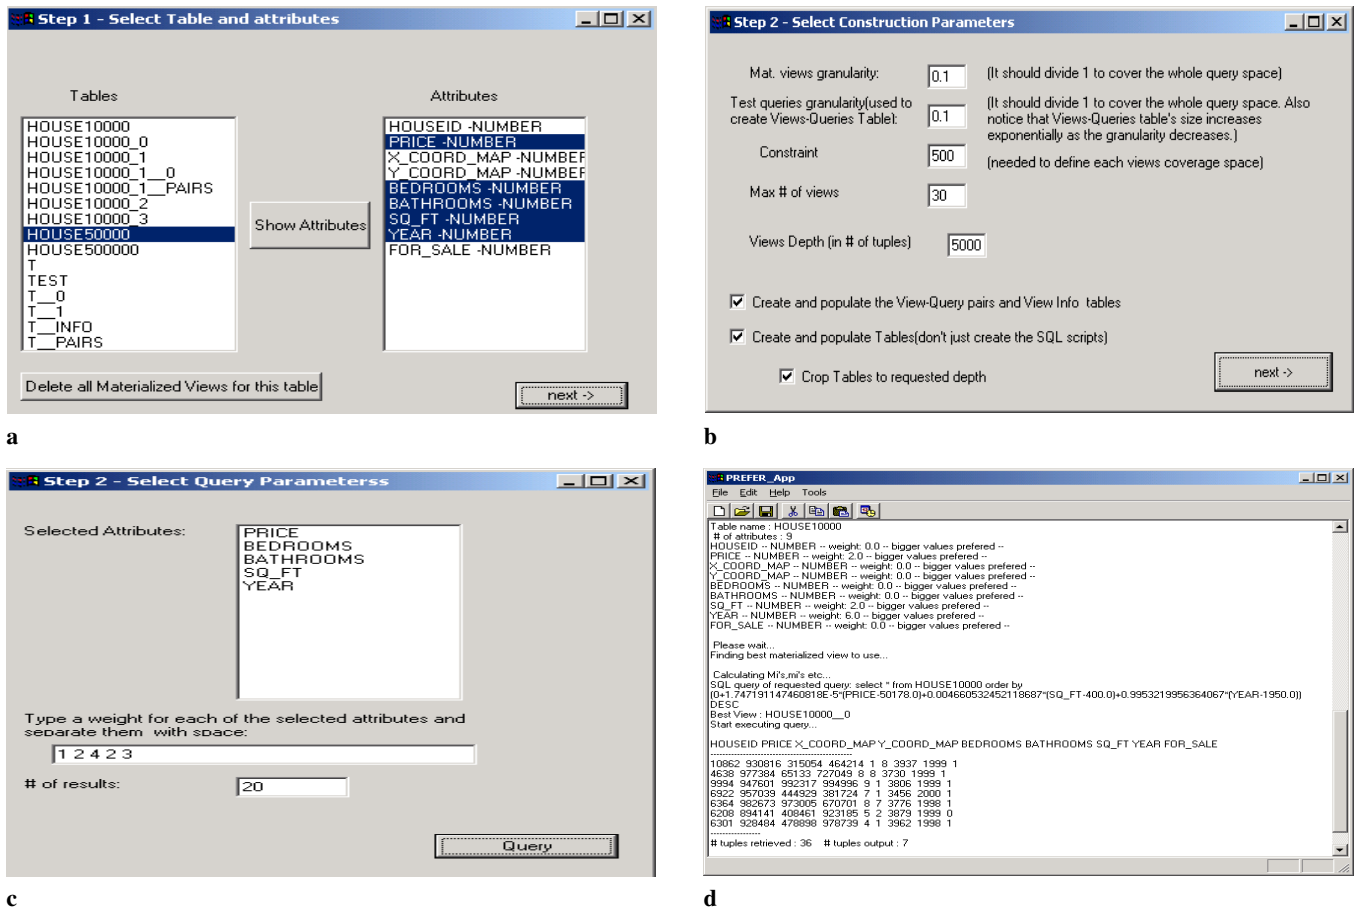 Step 1 - Select Table and attributes
Tables
Attributes
HOUSE10000
HOUSE10000_0
HOUSE10000_1
HOUSE10000_1__0
HOUSE10000_1__PAIRS
HOUSE10000_2
HOUSE10000_3
HOUSE50000
HOUSE500000
T
TEST
T__0
T__1
T__INFO
T__PAIRS
Show Attributes
HOUSEID -NUMBER
PRICE -NUMBER
X_COORD_MAP -NUMBER
Y_COORD_MAP -NUMBER
BEDROOMS -NUMBER
BATHROOMS -NUMBER
SQ_FT -NUMBER
YEAR -NUMBER
FOR_SALE -NUMBER
Delete all Materialized Views for this table
next ->
a
Step 2 - Select Construction Parameters
Mat. views granularity: 0.1 (It should divide 1 to cover the whole query space)
Test queries granularity(used to
create Views-Queries Table): 0.1
(It should divide 1 to cover the whole query space. Also
notice that Views-Queries table's size increases
exponentially as the granularity decreases.)
Constraint 500 (needed to define each views coverage space)
Max # of views 30
Views Depth (in # of tuples) 5000
Create and populate the View-Query pairs and View Info tables
Create and populate Tables(don't just create the SQL scripts)
Crop Tables to requested depth
next ->
b
Step 2 - Select Query Parameterss
Selected Attributes:
PRICE
BEDROOMS
BATHROOMS
SQ_FT
YEAR
Type a weight for each of the selected attributes and
separate them with space:
1 2 4 2 3
# of results: 20
Query
c
PREFER_App
File Edit Help Tools
Table name : HOUSE10000
# of attributes : 9
HOUSEID -- NUMBER -- weight: 0.0 -- bigger values prefered --
PRICE -- NUMBER -- weight: 2.0 -- bigger values prefered --
X_COORD_MAP -- NUMBER -- weight: 0.0 -- bigger values prefered --
Y_COORD_MAP -- NUMBER -- weight: 0.0 -- bigger values prefered --
BEDROOMS -- NUMBER -- weight: 0.0 -- bigger values prefered --
BATHROOMS -- NUMBER -- weight: 0.0 -- bigger values prefered --
SQ_FT -- NUMBER -- weight: 2.0 -- bigger values prefered --
YEAR -- NUMBER -- weight: 6.0 -- bigger values prefered --
FOR_SALE -- NUMBER -- weight: 0.0 -- bigger values prefered --
Please wait...
Finding best materialized view to use...
Calculating Mi's,mi's etc...
SQL query of requested query: select * from HOUSE10000 order by
(0+1.747191147460818E-5*(PRICE-50178.0)+0.004660532452118687*(SQ_FT-400.0)+0.9953219956364067*(YEAR-1950.0))
DESC
Best View : HOUSE10000__0
Start executing query...
HOUSEID PRICE X_COORD_MAP Y_COORD_MAP BEDROOMS BATHROOMS SQ_FT YEAR FOR_SALE
----------------------------------------
10862 930816 315054 464214 1 8 3937 1999 1
4638 977384 65133 727049 8 8 3730 1999 1
9994 947601 992317 994996 9 1 3806 1999 1
6922 957039 444929 381724 7 1 3456 2000 1
6364 982673 973005 670701 8 7 3776 1998 1
6208 894141 408461 923185 5 2 3879 1999 0
6301 928484 478898 978739 4 1 3962 1998 1
----------------
# tuples retrieved : 36 # tuples output : 7
d